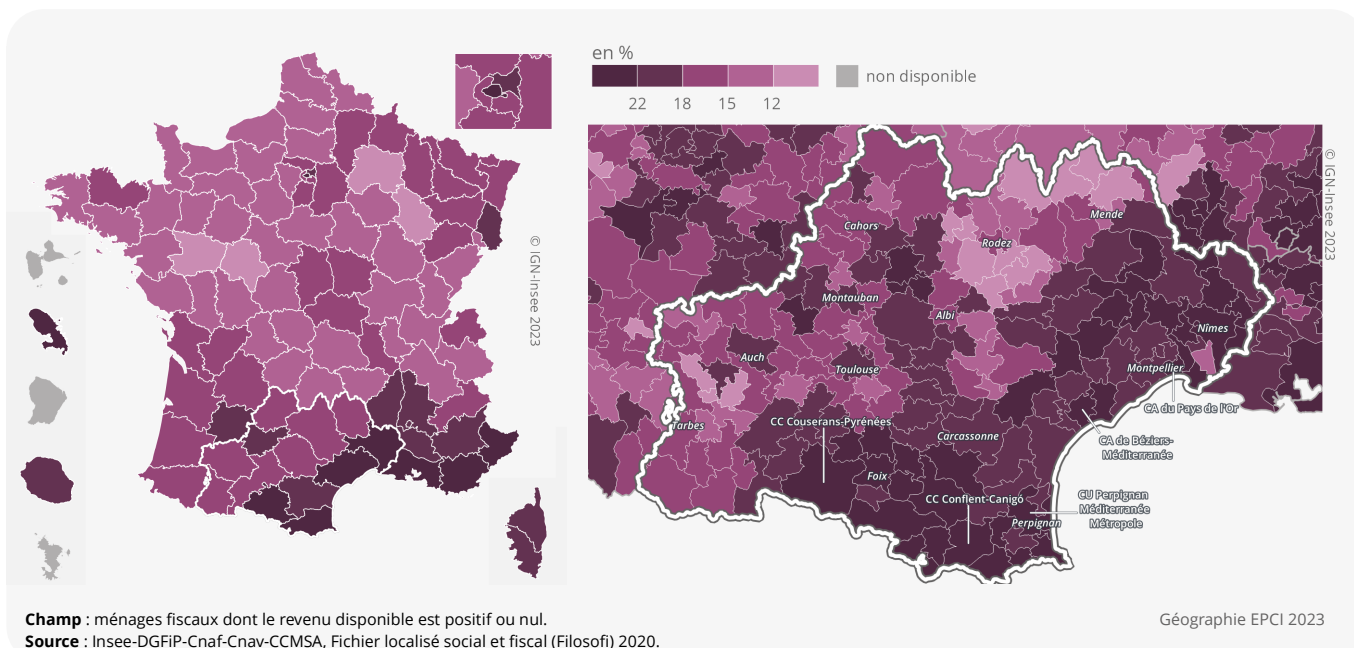 en %
22 18 15 12
non disponible
© IGN-Insee 2023
© IGN-Insee 2023
Cahors
Rodez
Mende
Montauban
Albi
Nîmes
Auch
Toulouse
Montpellier
Tarbes
CC Couserans-Pyrénées
CA du Pays de l'Or
Carcassonne
CA de Béziers-
Méditerranée
Foix
CC Conflent-Canigó
CU Perpignan
Méditerranée
Métropole
Perpignan
Champ : ménages fiscaux dont le revenu disponible est positif ou nul.
Géographie EPCI 2023
Source : Insee-DGFiP-Cnaf-Cnav-CCMSA, Fichier localisé social et fiscal (Filosofi) 2020.